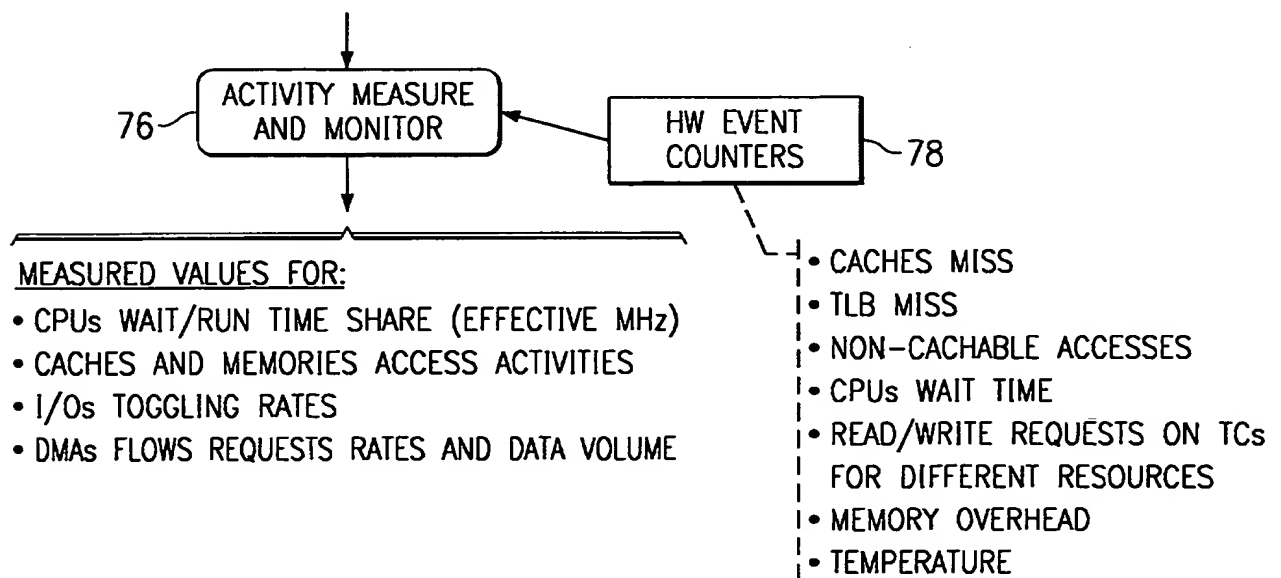 ACTIVITY MEASURE
AND MONITOR
76
HW EVENT
COUNTERS
78
MEASURED VALUES FOR:
• CPUs WAIT/RUN TIME SHARE (EFFECTIVE MHz)
• CACHES AND MEMORIES ACCESS ACTIVITIES
• I/Os TOGGLING RATES
• DMAs FLOWS REQUESTS RATES AND DATA VOLUME
• CACHES MISS
• TLB MISS
• NON-CACHABLE ACCESSES
• CPUs WAIT TIME
• READ/WRITE REQUESTS ON TCs
FOR DIFFERENT RESOURCES
• MEMORY OVERHEAD
• TEMPERATURE